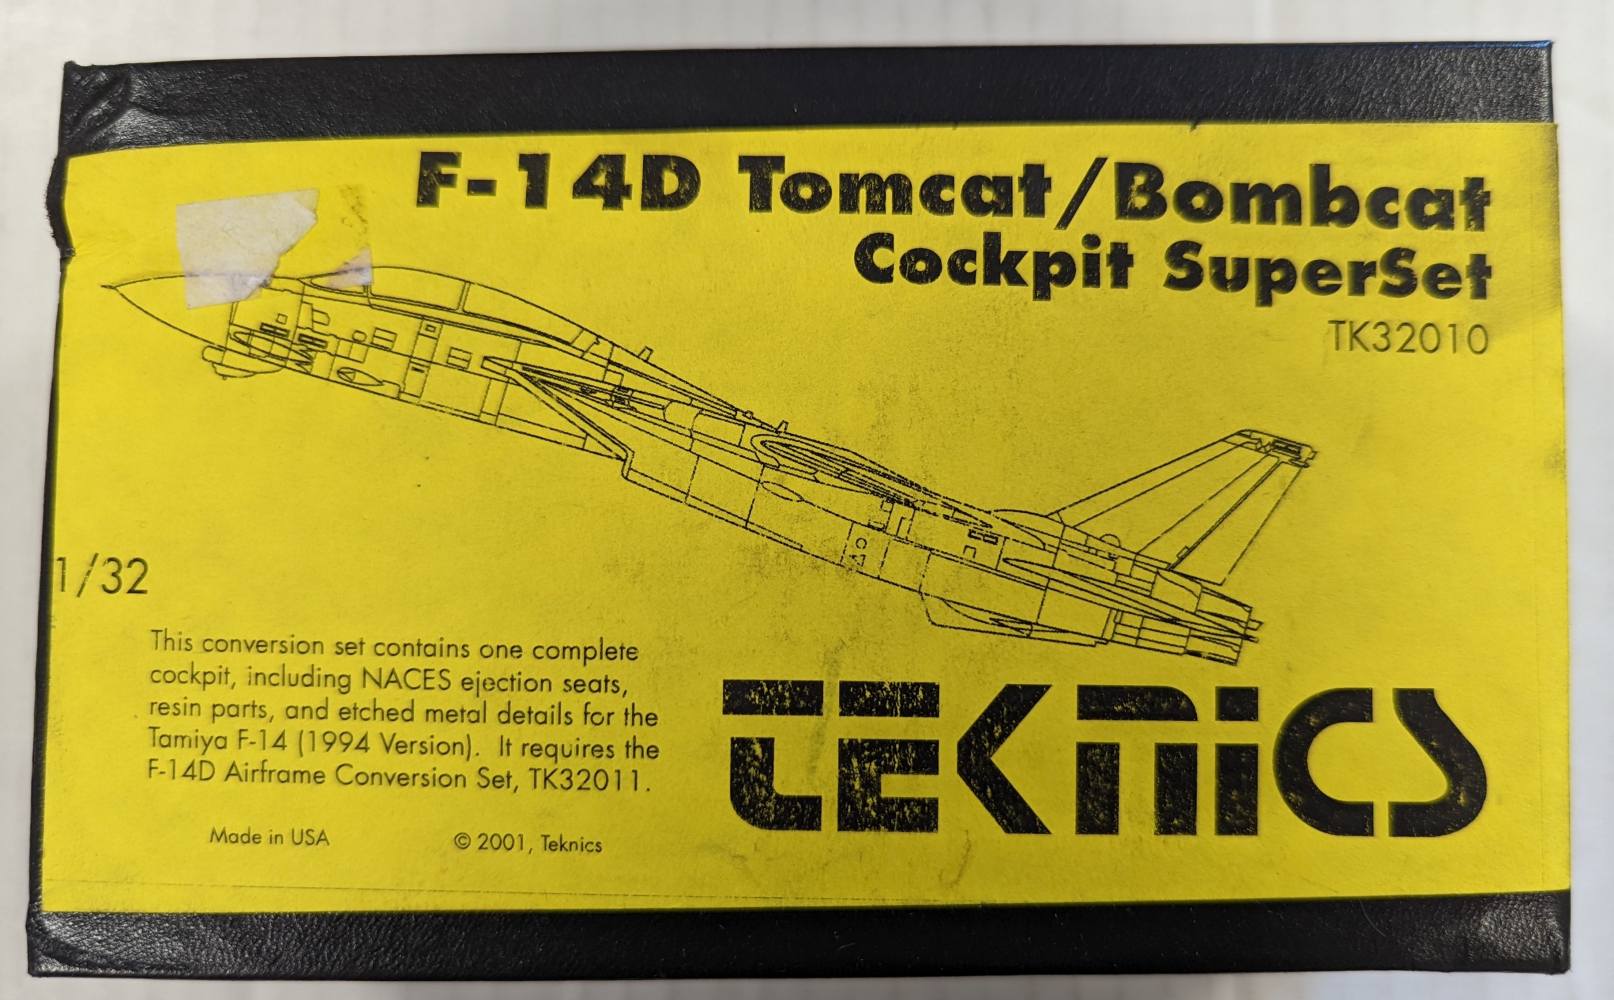 F-14D Tomcat/Bombcat
Cockpit SuperSet
TK32010
1/32
This conversion set contains one complete
cockpit, including NACES ejection seats,
resin parts, and etched metal details for the
Tamiya F-14 (1994 Version). It requires the
F-14D Airframe Conversion Set, TK32011.
Made in USA
© 2001, Teknics
TEKNICS